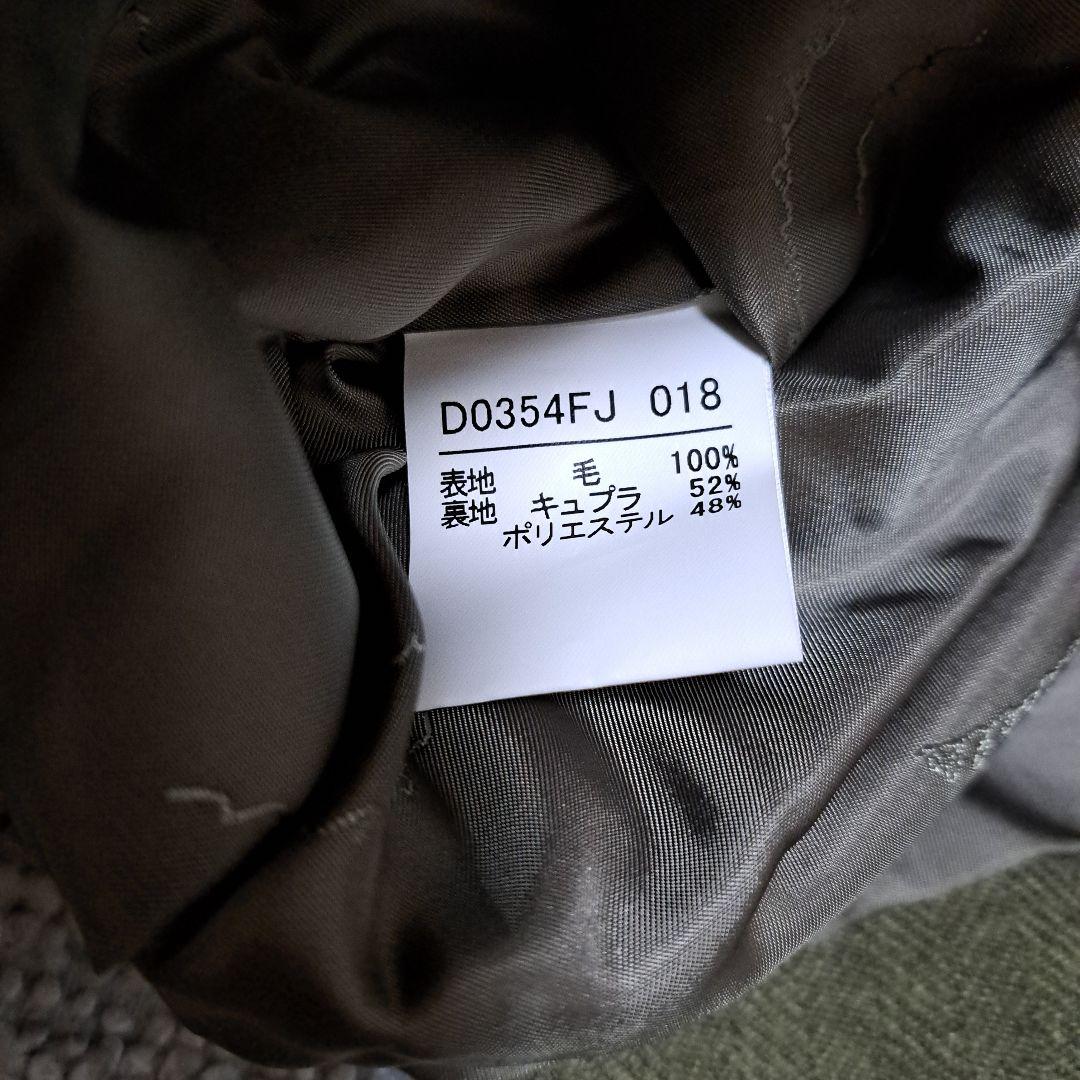 D0354FJ 018
表地 毛 100%
裏地 キュプラ 52%
ポリエステル 48%